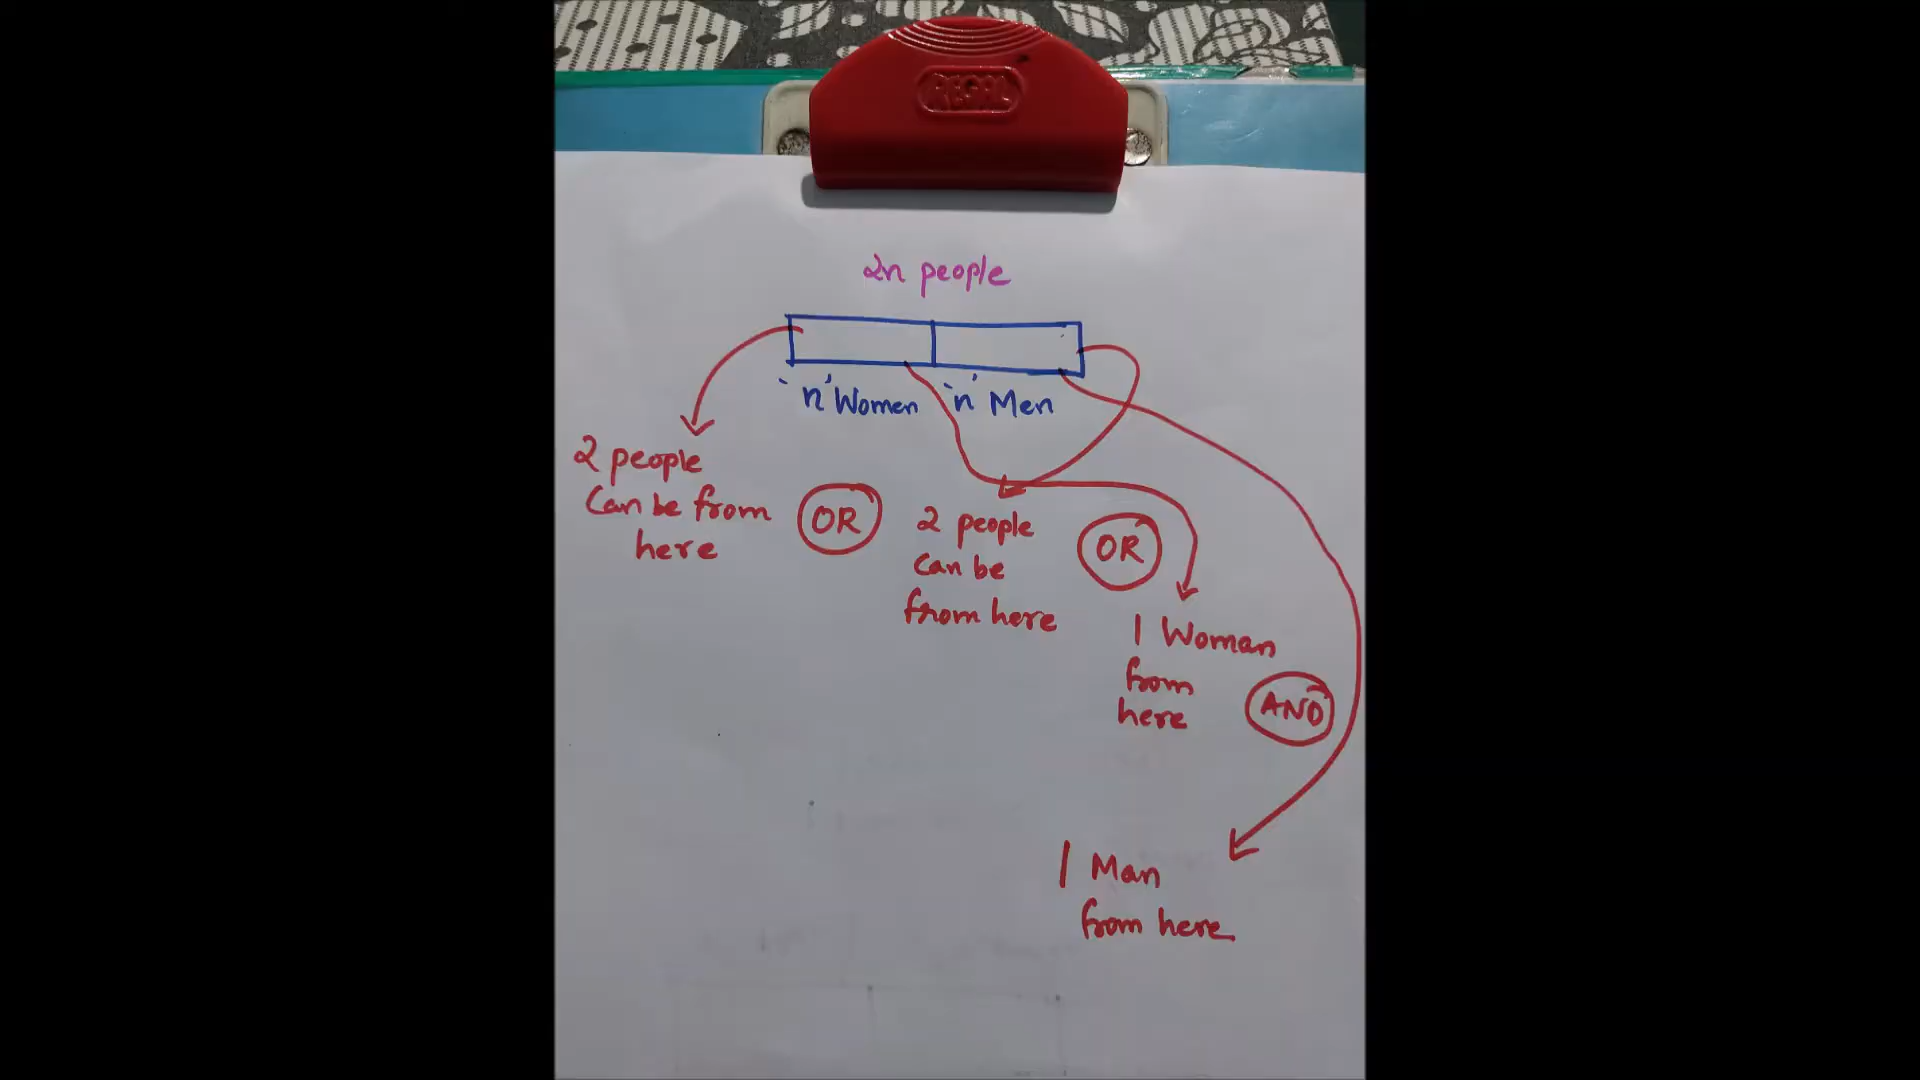 REGAL
2n people
'n' Women 'n' Men
2 people
can be from
here
OR
2 people
can be
from here
OR
1 Woman
from
here
AND
1 Man
from here